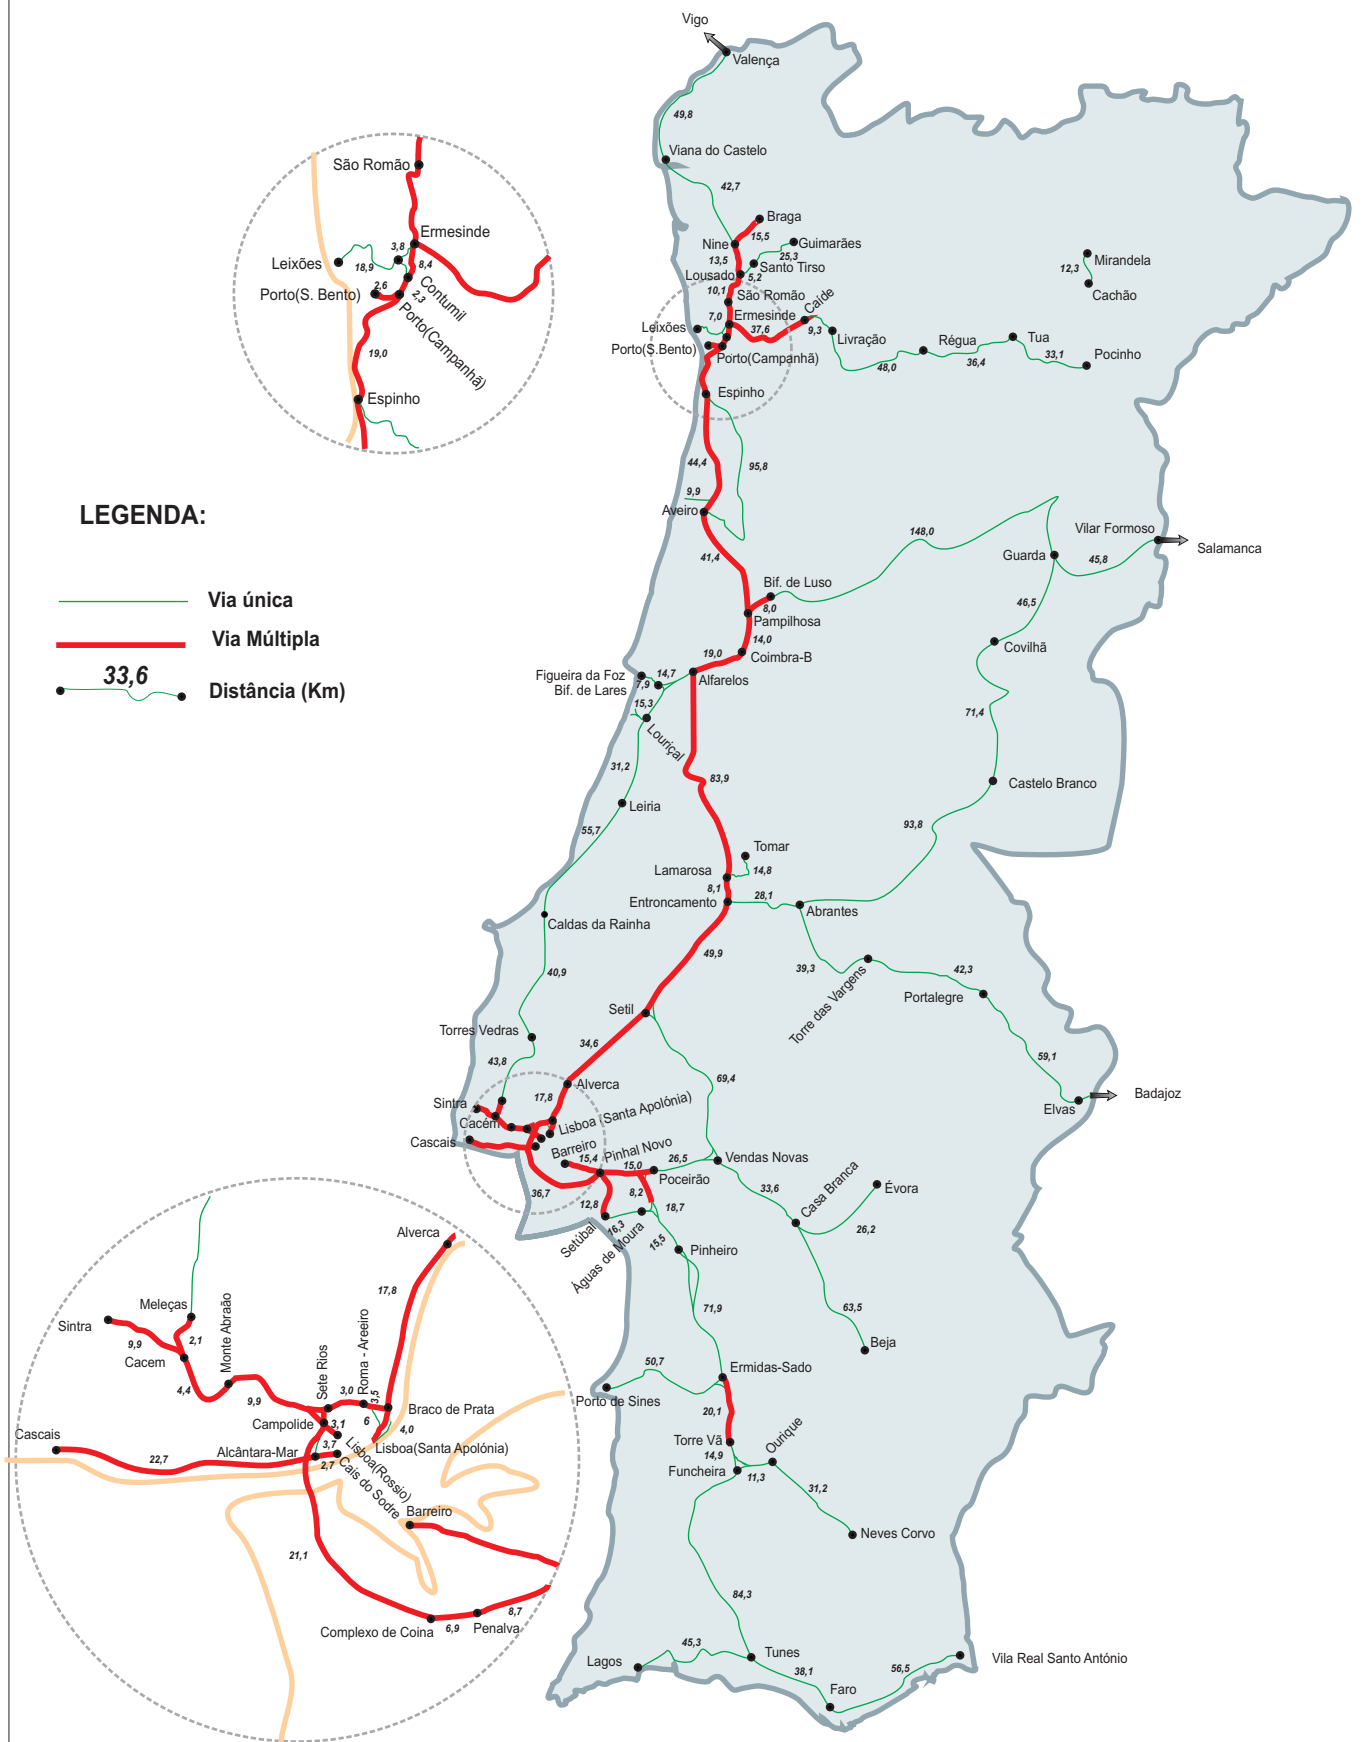 Vigo
Valença
49,8
Viana do Castelo
42,7
Braga
15,5
Nine
Guimarães
25,3
13,5
Santo Tirso
Lousado
5,2
10,1
São Romão
Caíde
7,0
Ermesinde
Leixões
37,6
9,3
Livração
Porto(S.Bento)
Porto(Campanhã)
48,0
Régua
36,4
Tua
33,1
Pocinho
Mirandela
12,3
Cachão
São Romão
Ermesinde
3,8
Leixões
18,9
8,4
Contumil
2,6
Porto(S. Bento)
2,3
Porto(Campanhã)
19,0
Espinho
Espinho
44,4
95,8
9,9
Aveiro
41,4
148,0
Vilar Formoso
Salamanca
Guarda
45,8
Bif. de Luso
8,0
Pampilhosa
46,5
14,0
Covilhã
Coimbra-B
19,0
Figueira da Foz
14,7
Alfarelos
7,9
Bif. de Lares
15,3
Louriçal
71,4
31,2
83,9
Castelo Branco
Leiria
55,7
93,8
Tomar
Lamarosa
14,8
8,1
Entroncamento
28,1
Abrantes
Caldas da Rainha
49,9
39,3
Torre das Vargens
42,3
Portalegre
40,9
Setil
Torres Vedras
34,6
59,1
43,8
69,4
Alverca
17,8
Elvas
Badajoz
Sintra
Cacém
Lisboa (Santa Apolónia)
Cascais
Barreiro
15,4
Pinhal Novo
15,0
26,5
Vendas Novas
Poceirão
36,7
8,2
33,6
Casa Branca
Évora
12,8
18,7
26,2
Setúbal
16,3
Águas de Moura
15,5
Pinheiro
71,9
63,5
Beja
50,7
Ermidas-Sado
Porto de Sines
20,1
Torre Vã
Ourique
14,9
Funcheira
11,3
31,2
Neves Corvo
84,3
45,3
Tunes
Lagos
38,1
Faro
56,5
Vila Real Santo António
LEGENDA:
Via única
Via Múltipla
33,6
Distância (Km)
Alverca
17,8
Meleças
Sintra
9,9
2,1
Cacem
4,4
Monte Abraão
9,9
Sete Rios
3,0
Roma - Areeiro
3,5
Braco de Prata
Campolide
3,1
6
4,0
Cascais
Alcântara-Mar
3,7
Lisboa(Santa Apolónia)
22,7
2,7
Lisboa(Rossio)
Cais do Sodre
Barreiro
21,1
8,7
Complexo de Coina
6,9
Penalva